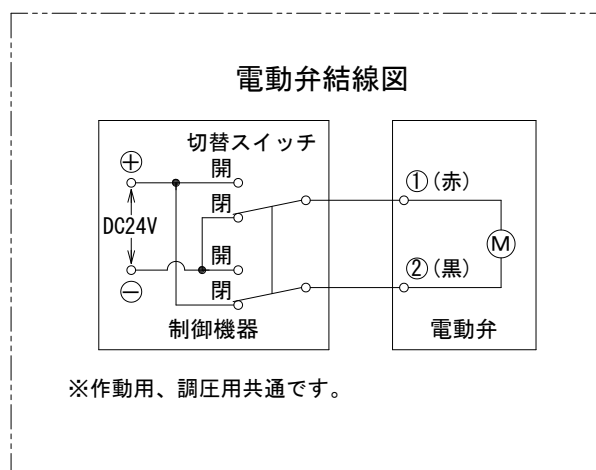 電動弁結線図
切替スイッチ
⊕
開
①(赤)
閉
DC24V
M
開
②(黒)
⊖
閉
制御機器
電動弁
※作動用、調圧用共通です。